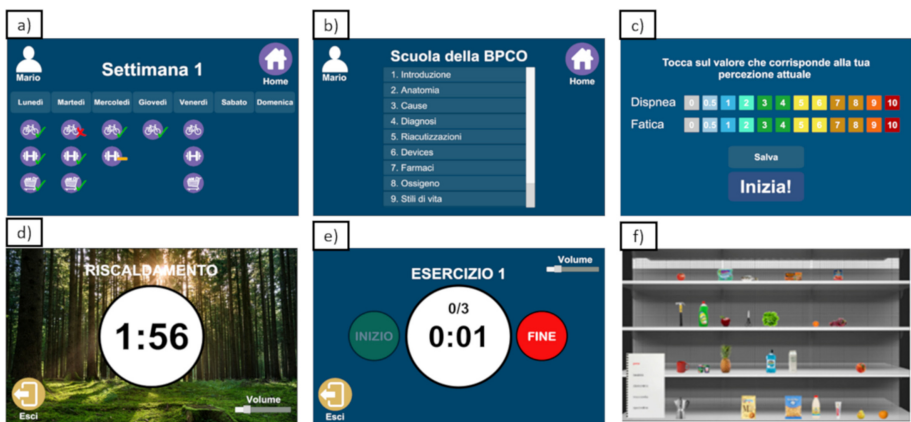 a)
Mario
Settimana 1
Home
Lunedì Martedì Mercoledì Giovedì Venerdì Sabato Domenica
b)
Mario
Scuola della BPCO
Home
1. Introduzione
2. Anatomia
3. Cause
4. Diagnosi
5. Riacutizzazioni
6. Devices
7. Farmaci
8. Ossigeno
9. Stili di vita
c)
Tocca sul valore che corrisponde alla tua
percezione attuale
Dispnea 0 0.5 1 2 3 4 5 6 7 8 9 10
Fatica 0 0.5 1 2 3 4 5 6 7 8 9 10
Salva
Inizia!
d)
RISCALDAMENTO
1:56
Esci
Volume
e)
Volume
ESERCIZIO 1
0/3
INIZIO 0:01 FINE
Esci
f)